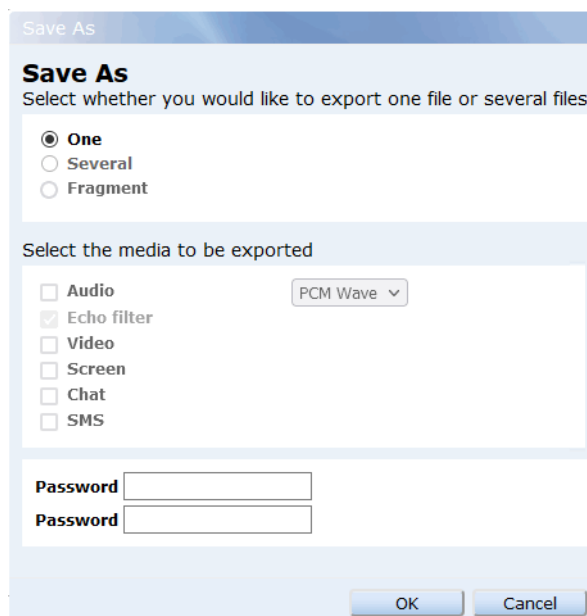 Save As
Save As
Select whether you would like to export one file or several files
One
Several
Fragment
Select the media to be exported
Audio PCM Wave
Echo filter
Video
Screen
Chat
SMS
Password
Password
OK Cancel